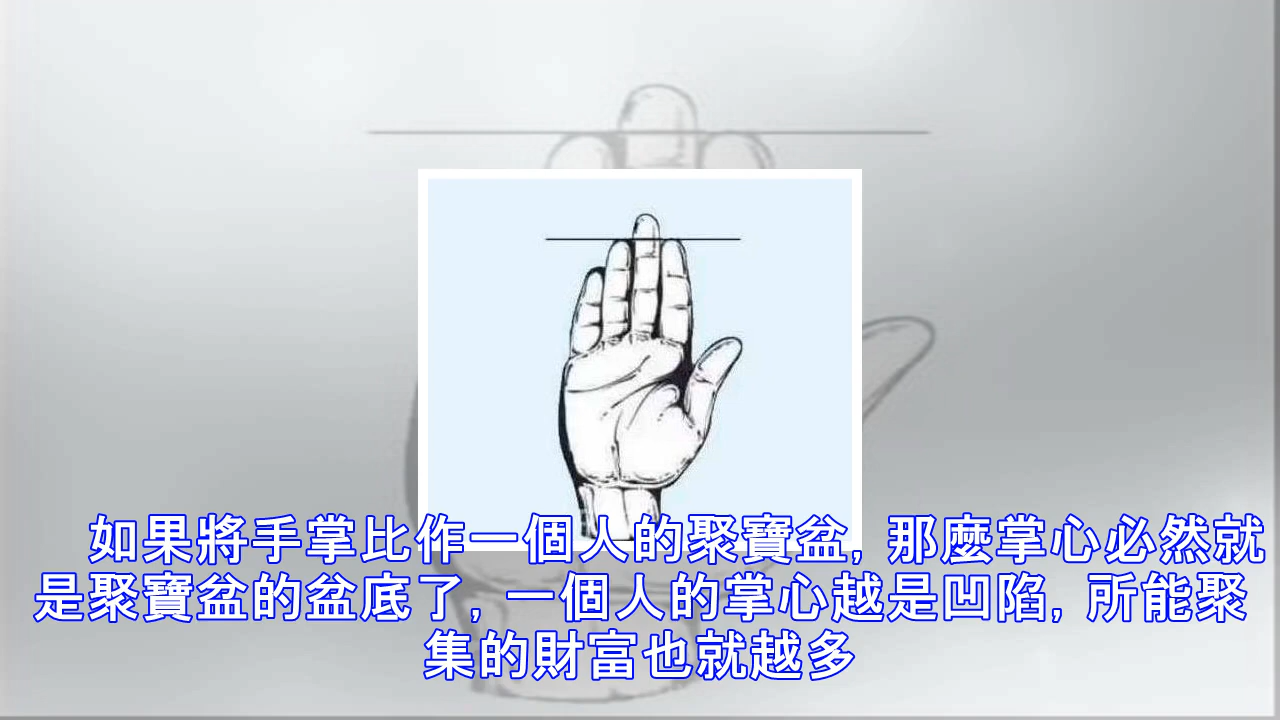 如果將手掌比作一個人的聚寶盆, 那麼掌心必然就
是聚寶盆的盆底了, 一個人的掌心越是凹陷, 所能聚
集的財富也就越多